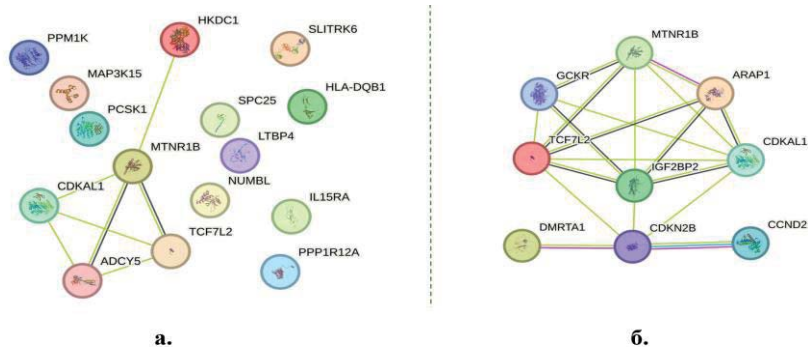 HKDC1
SLITRK6
PPM1K
MAP3K15
HLA-DQB1
PCSK1
SPC25
LTBP4
MTNR1B
NUMBL
CDKAL1
IL15RA
TCF7L2
PPP1R12A
ADCY5
а.
MTNR1B
GCKR
ARAP1
TCF7L2
CDKAL1
IGF2BP2
DMRTA1
CDKN2B
CCND2
б.